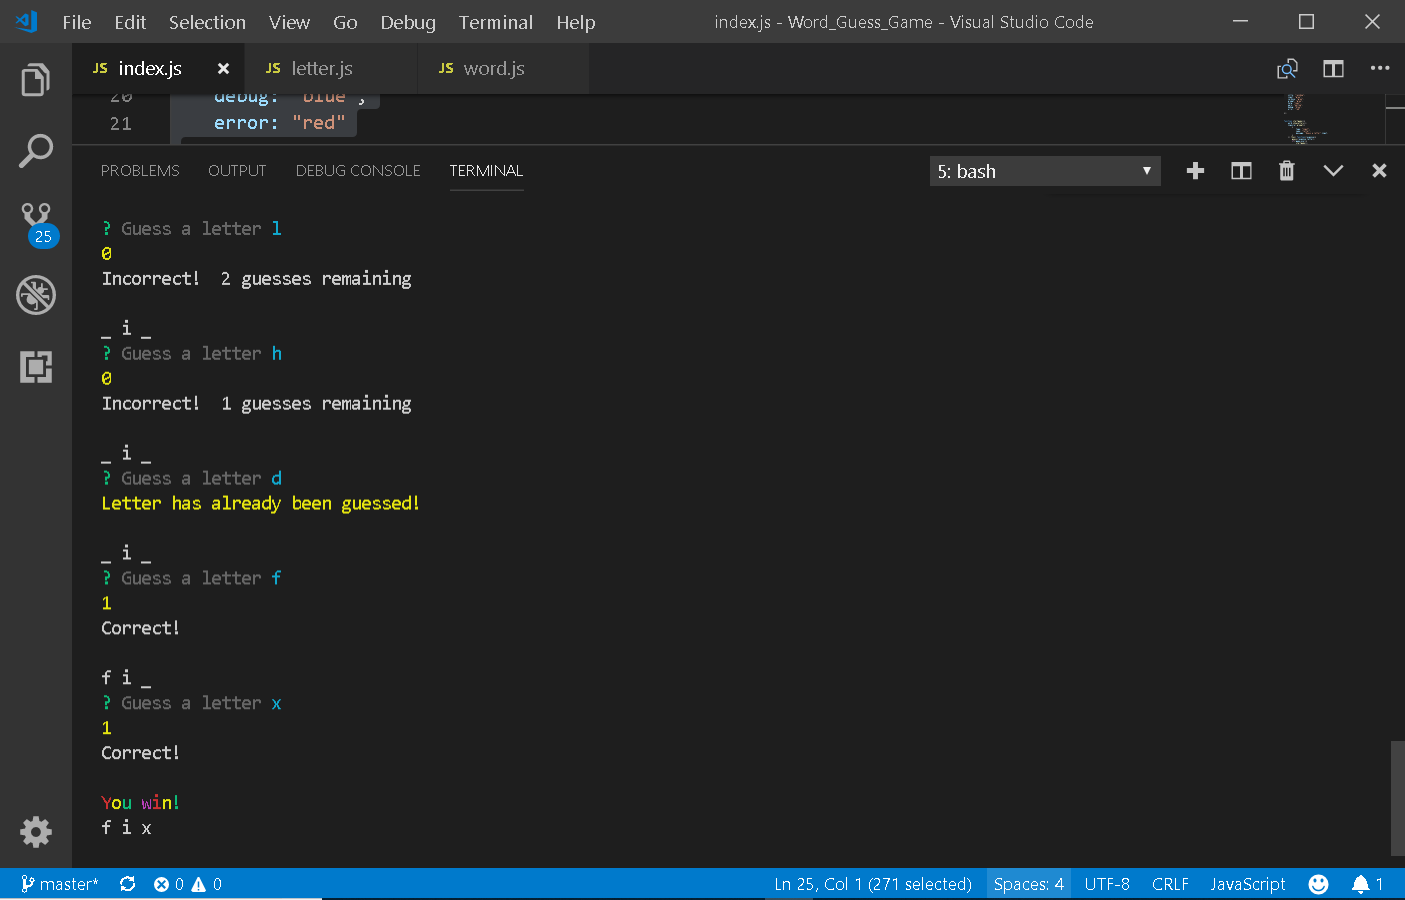 File Edit Selection View Go Debug Terminal Help index.js - Word_Guess_Game - Visual Studio Code
JS index.js JS letter.js JS word.js
20 debug: "blue",
21 error: "red"
PROBLEMS OUTPUT DEBUG CONSOLE TERMINAL 5: bash
? Guess a letter l
0
Incorrect!  2 guesses remaining
_ i _
? Guess a letter h
0
Incorrect!  1 guesses remaining
_ i _
? Guess a letter d
Letter has already been guessed!
_ i _
? Guess a letter f
1
Correct!
f i _
? Guess a letter x
1
Correct!
You win!
f i x
25
master* 0 0 Ln 25, Col 1 (271 selected) Spaces: 4 UTF-8 CRLF JavaScript 1